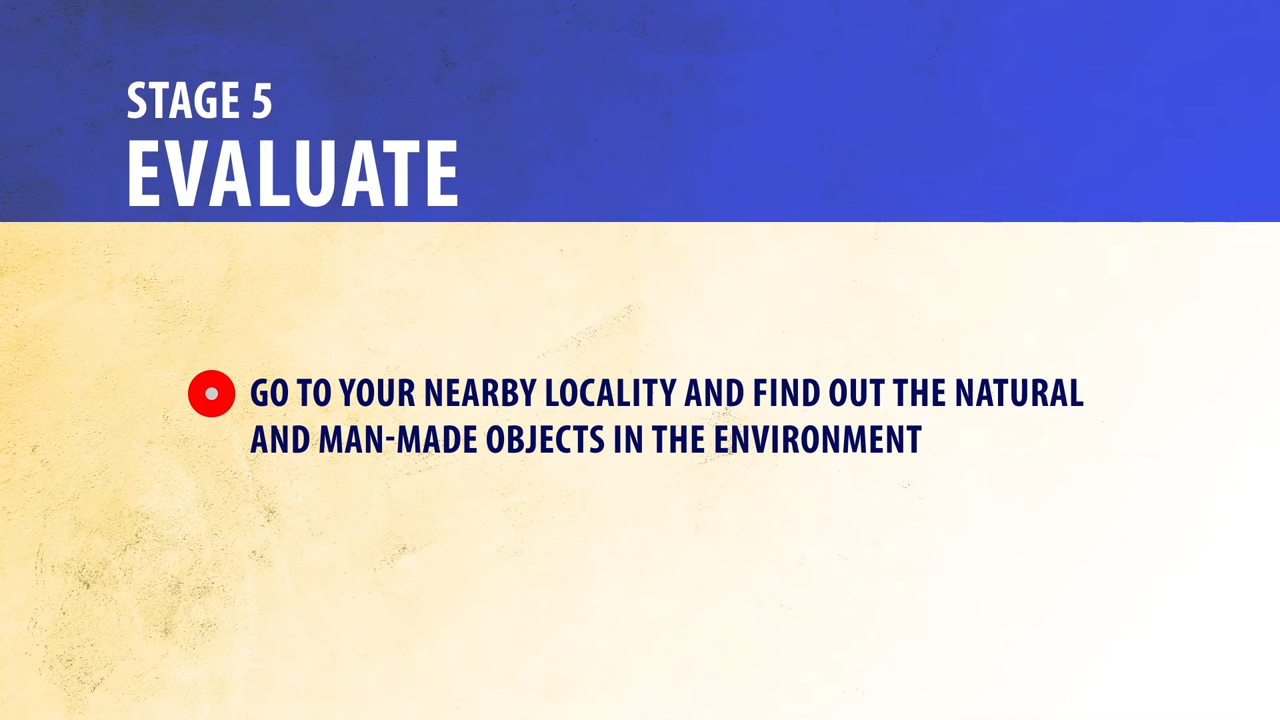 STAGE 5
EVALUATE
GO TO YOUR NEARBY LOCALITY AND FIND OUT THE NATURAL
AND MAN-MADE OBJECTS IN THE ENVIRONMENT